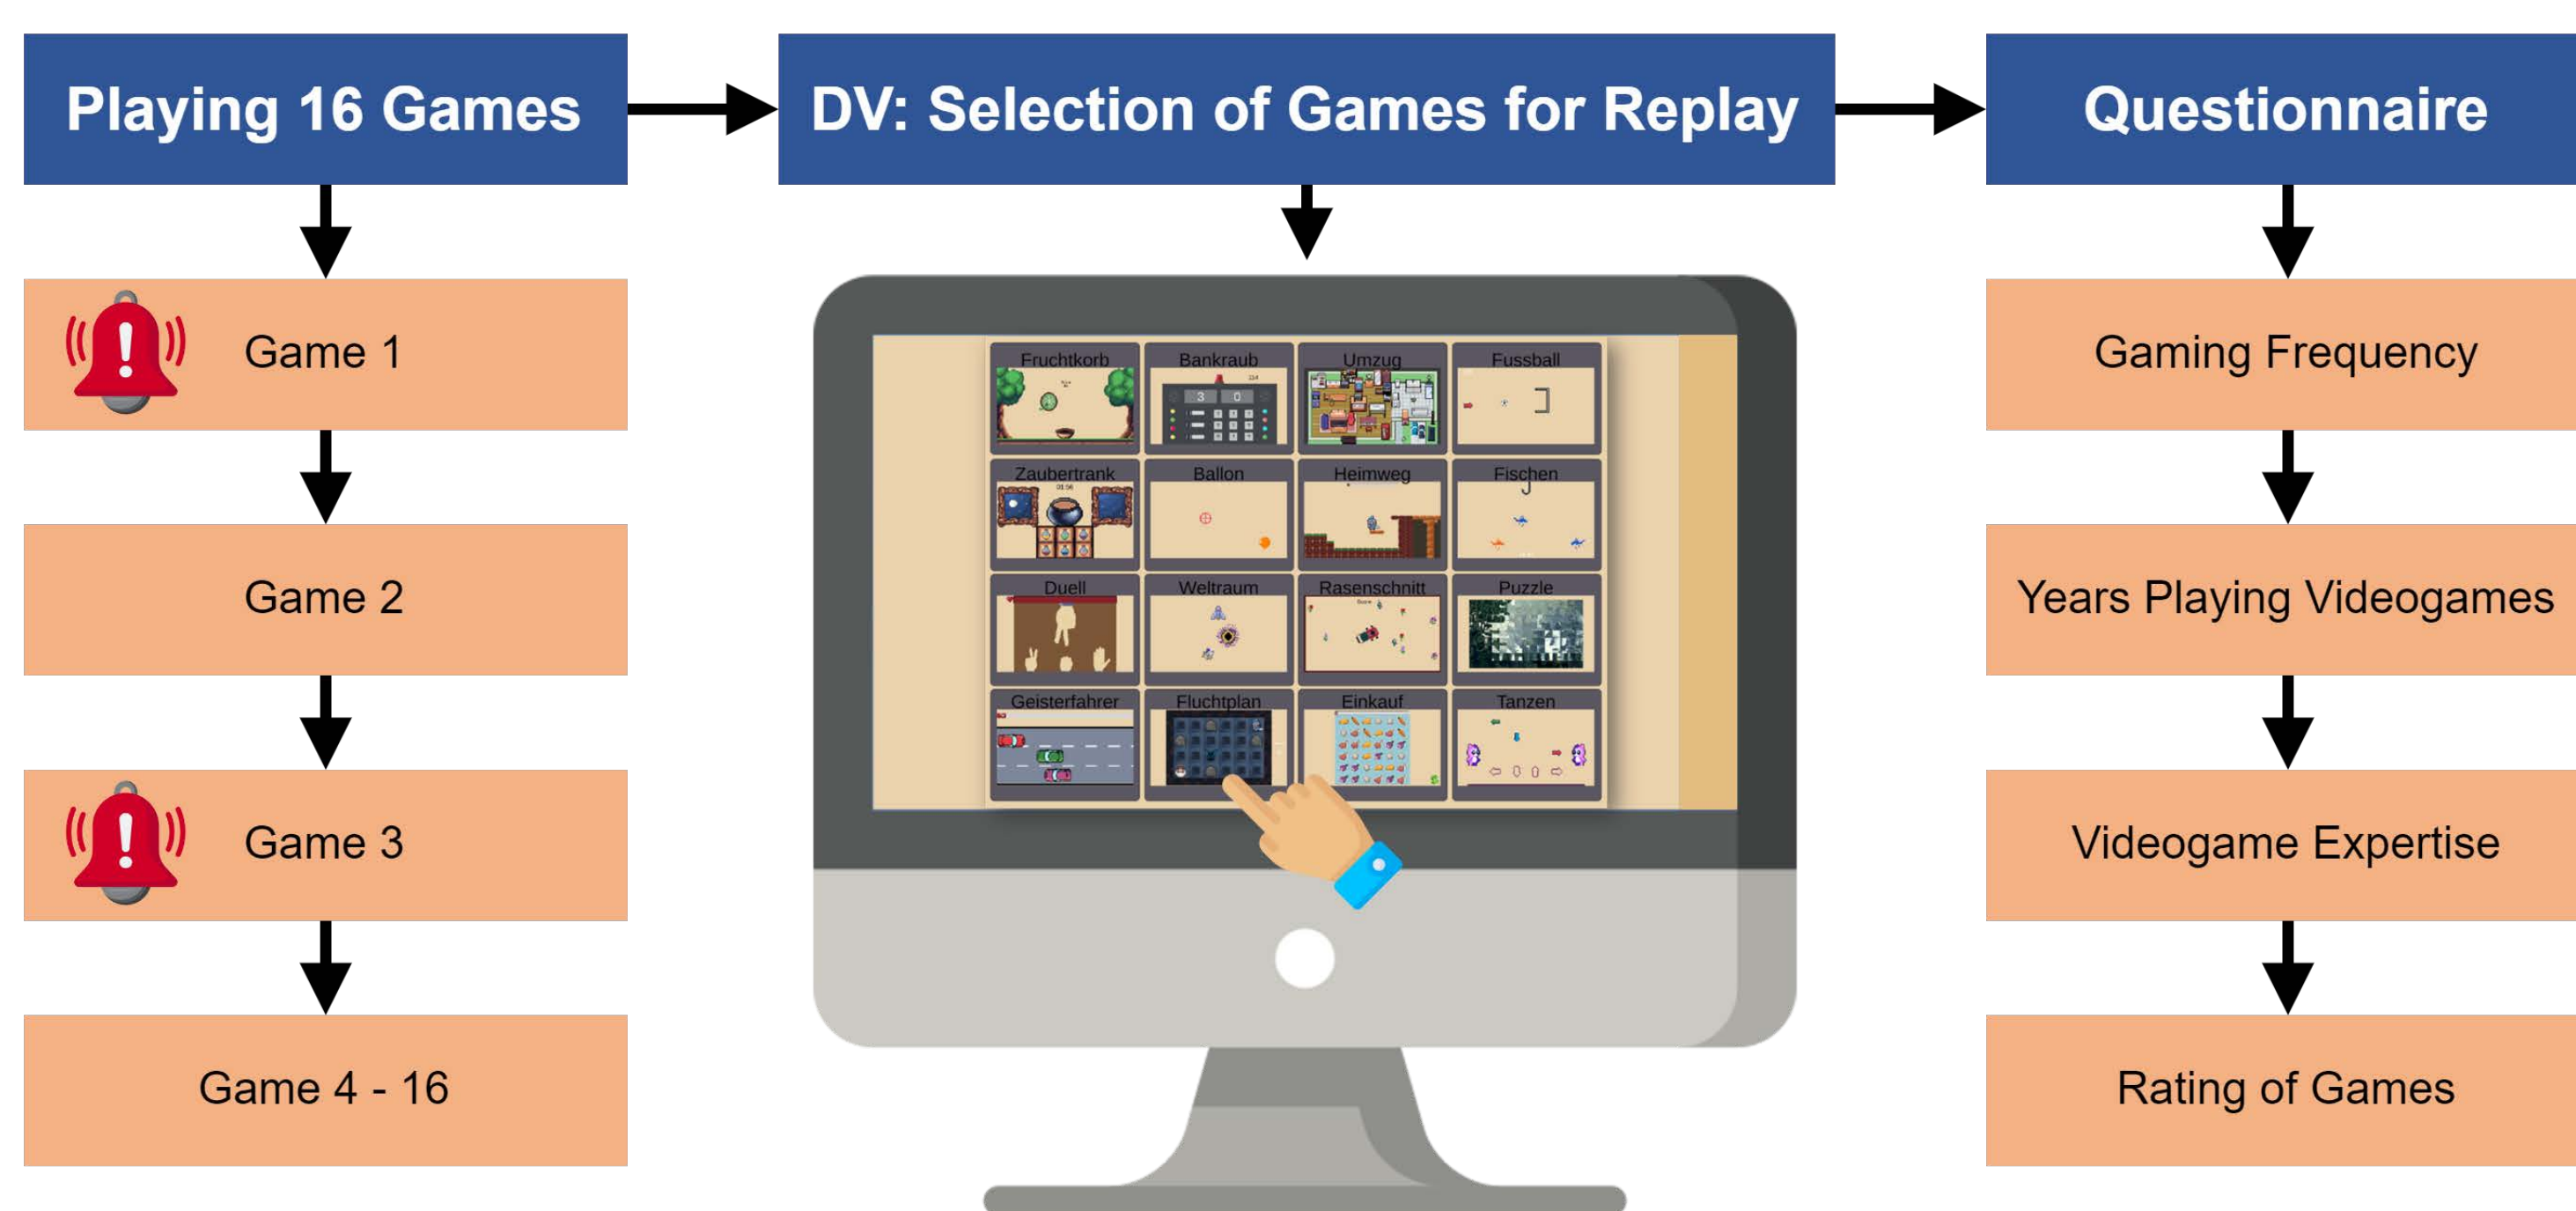 Playing 16 Games
DV: Selection of Games for Replay
Questionnaire
Game 1
Game 2
Game 3
Game 4 - 16
Fruchtkorb
Bankraub
Umzug
Fussball
3 0
Zaubertrank
Ballon
Heimweg
Fischen
Duell
Weltraum
Rasenschnitt
Puzzle
Geisterfahrer
Fluchtplan
Einkauf
Tanzen
Gaming Frequency
Years Playing Videogames
Videogame Expertise
Rating of Games